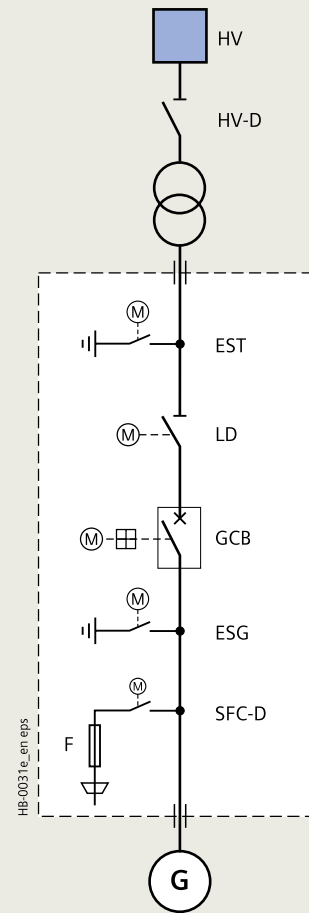 HV
HV-D
M
EST
M
LD
M
GCB
M
ESG
M
SFC-D
F
HB-0031e_en eps
G